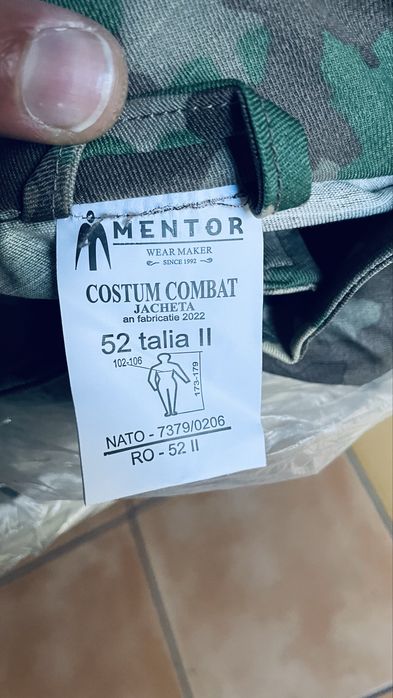 MENTOR
WEAR MAKER
SINCE 1992
COSTUM COMBAT
JACHETA
an fabricatie 2022
52 talia II
102-106
173-179
NATO - 7379/0206
RO - 52 II